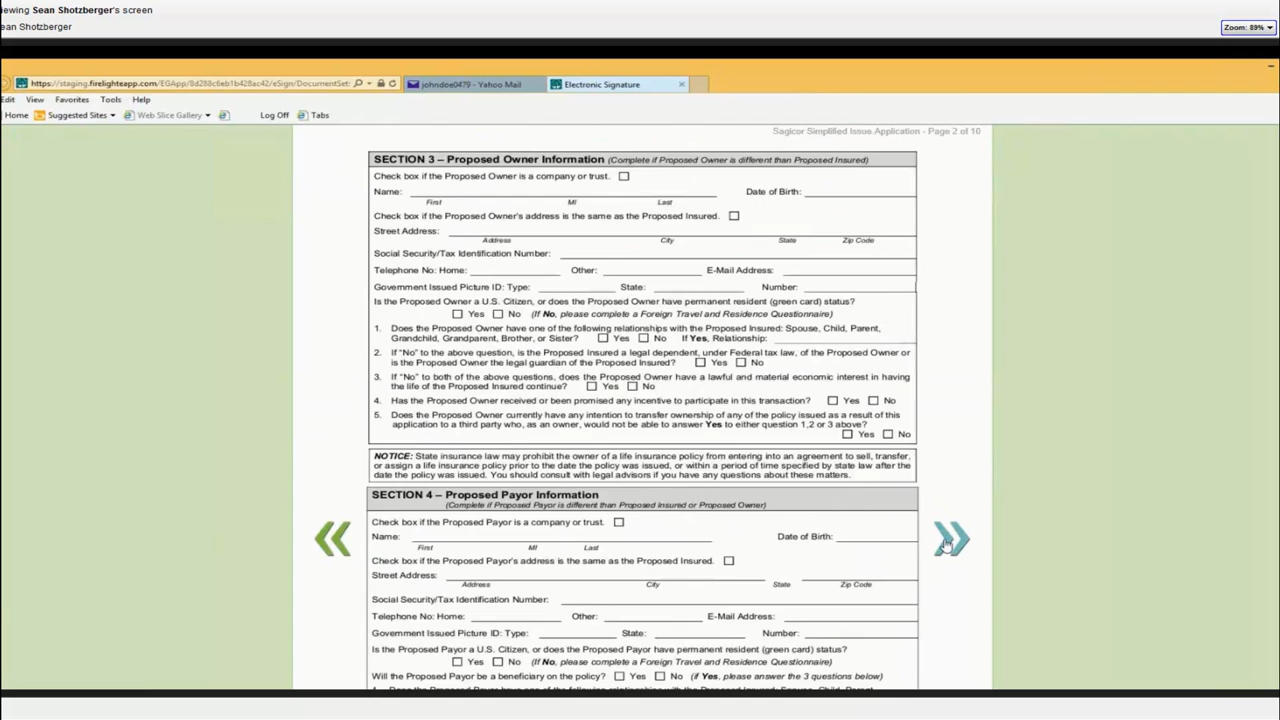 iewing Sean Shotzberger's screen
ean Shotzberger
Zoom: 89%
https://staging.firelighteapp.com/EGApp/8d288c6eb1b428ac42/eSign/DocumentSet
johndoe0479 - Yahoo Mail
Electronic Signature
Edit View Favorites Tools Help
Home Suggested Sites Web Slice Gallery Log Off Tabs
Sagicor Simplified Issue Application - Page 2 of 10
SECTION 3 – Proposed Owner Information (Complete if Proposed Owner is different than Proposed Insured)
Check box if the Proposed Owner is a company or trust.
Name: Date of Birth:
First MI Last
Check box if the Proposed Owner's address is the same as the Proposed Insured.
Street Address:
Address City State Zip Code
Social Security/Tax Identification Number:
Telephone No: Home: Other: E-Mail Address:
Government Issued Picture ID: Type: State: Number:
Is the Proposed Owner a U.S. Citizen, or does the Proposed Owner have permanent resident (green card) status?
Yes No (If No, please complete a Foreign Travel and Residence Questionnaire)
1. Does the Proposed Owner have one of the following relationships with the Proposed Insured: Spouse, Child, Parent,
Grandchild, Grandparent, Brother, or Sister? Yes No If Yes, Relationship:
2. If "No" to the above question, is the Proposed Insured a legal dependent, under Federal tax law, of the Proposed Owner or
is the Proposed Owner the legal guardian of the Proposed Insured? Yes No
3. If "No" to both of the above questions, does the Proposed Owner have a lawful and material economic interest in having
the life of the Proposed Insured continue? Yes No
4. Has the Proposed Owner received or been promised any incentive to participate in this transaction? Yes No
5. Does the Proposed Owner currently have any intention to transfer ownership of any of the policy issued as a result of this
application to a third party who, as an owner, would not be able to answer Yes to either question 1,2 or 3 above?
Yes No
NOTICE: State insurance law may prohibit the owner of a life insurance policy from entering into an agreement to sell, transfer,
or assign a life insurance policy prior to the date the policy was issued, or within a period of time specified by state law after the
date the policy was issued. You should consult with legal advisors if you have any questions about these matters.
SECTION 4 – Proposed Payor Information
(Complete if Proposed Payor is different than Proposed Insured or Proposed Owner)
Check box if the Proposed Payor is a company or trust.
Name: Date of Birth:
First MI Last
Check box if the Proposed Payor's address is the same as the Proposed Insured.
Street Address:
Address City State Zip Code
Social Security/Tax Identification Number:
Telephone No: Home: Other: E-Mail Address:
Government Issued Picture ID: Type: State: Number:
Is the Proposed Payor a U.S. Citizen, or does the Proposed Payor have permanent resident (green card) status?
Yes No (If No, please complete a Foreign Travel and Residence Questionnaire)
Will the Proposed Payor be a beneficiary on the policy? Yes No (if Yes, please answer the 3 questions below)